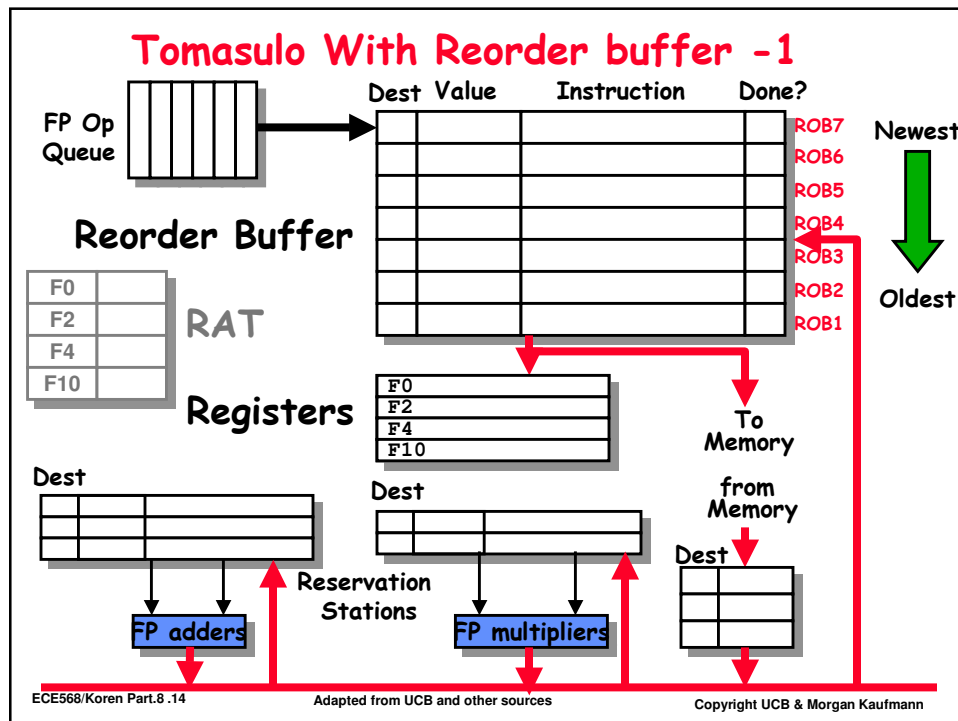 Tomasulo With Reorder buffer -1
Dest Value Instruction Done?
FP Op
Queue
ROB7
ROB6
ROB5
ROB4
ROB3
ROB2
ROB1
Newest
Oldest
Reorder Buffer
F0
F2
F4
F10
RAT
Registers
F0
F2
F4
F10
To
Memory
from
Memory
Dest
Dest
Dest
Reservation
Stations
FP adders
FP multipliers
ECE568/Koren Part.8 .14
Adapted from UCB and other sources
Copyright UCB & Morgan Kaufmann